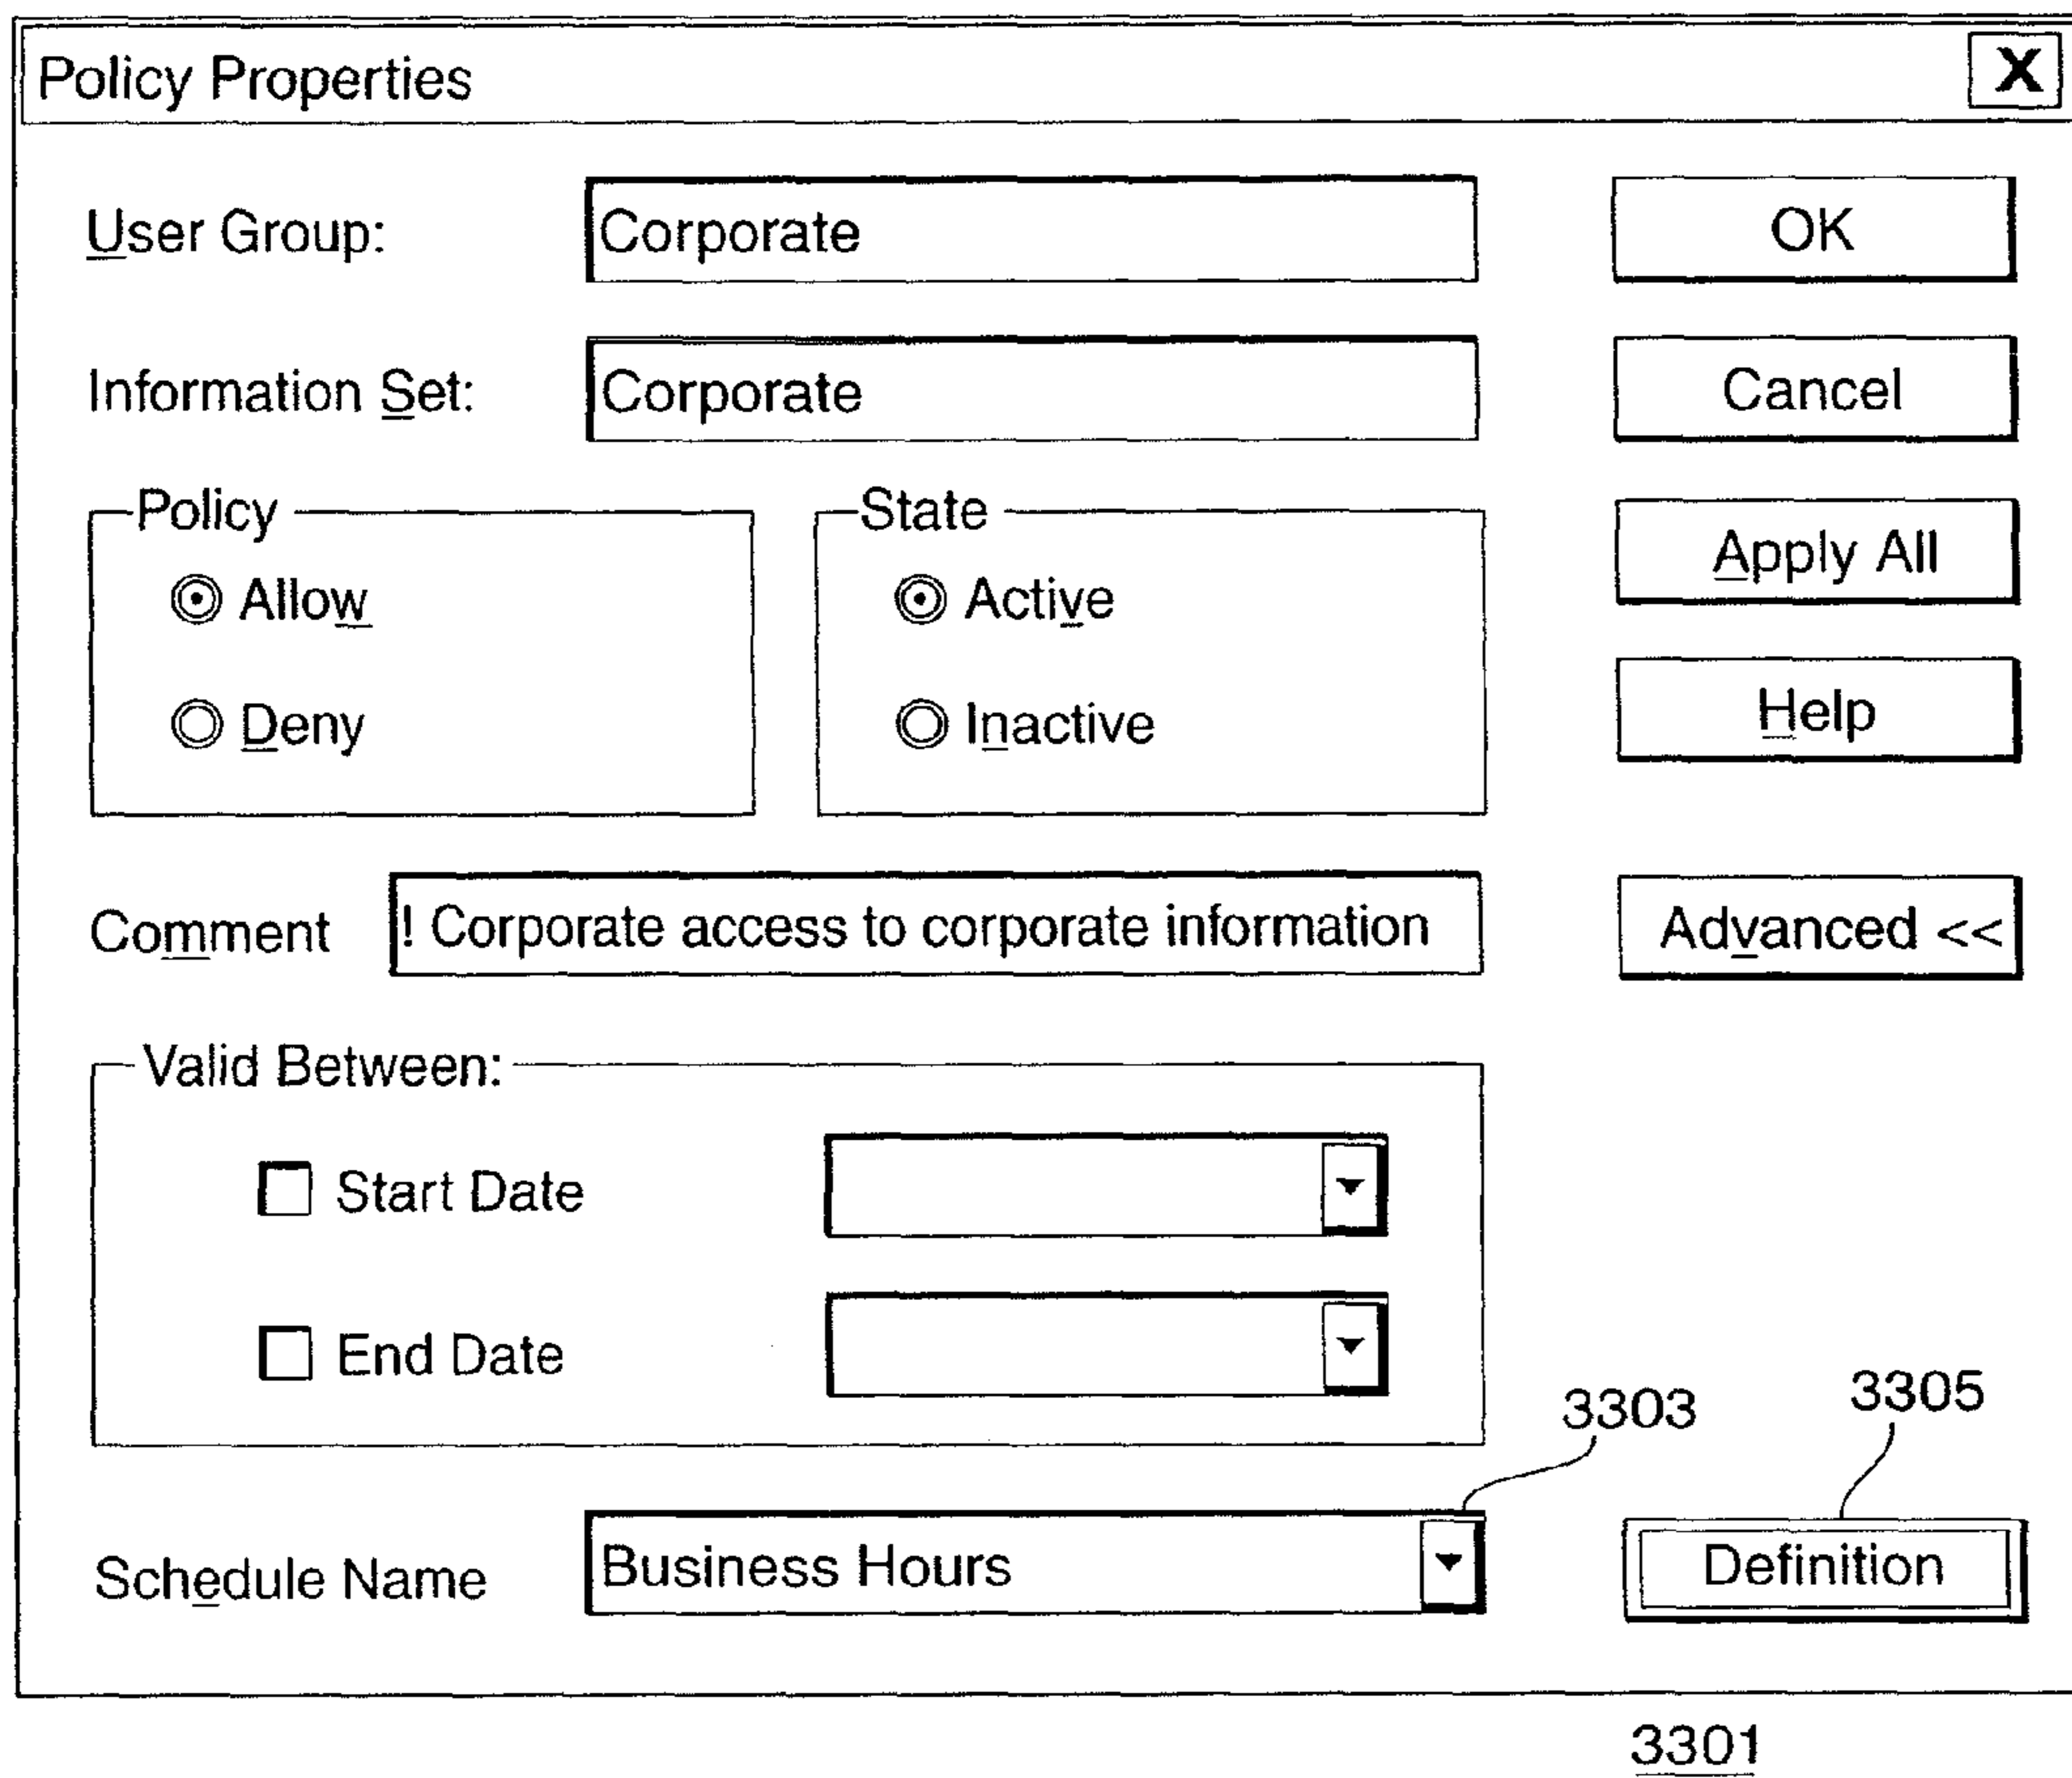 Policy Properties X
User Group: Corporate OK
Information Set: Corporate Cancel
Policy State Apply All
Allow Active
Deny Inactive Help
Comment ! Corporate access to corporate information Advanced <<
Valid Between:
Start Date
End Date
3303 3305
Schedule Name Business Hours Definition
3301